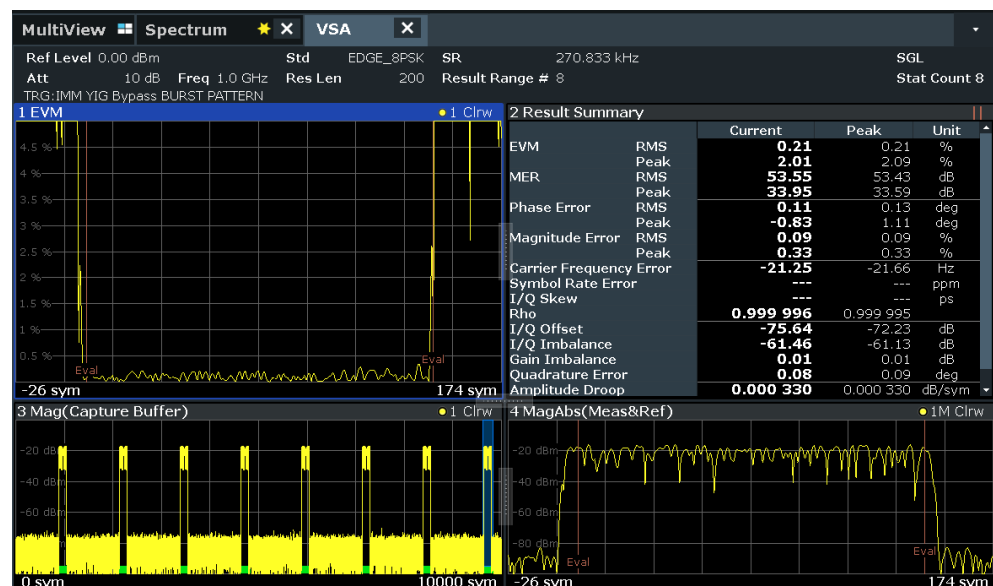 MultiView Spectrum VSA
Ref Level 0.00 dBm Std EDGE_8PSK SR 270.833 kHz SGL
Att 10 dB Freq 1.0 GHz Res Len 200 Result Range # 8 Stat Count 8
TRG:IMM YIG Bypass BURST PATTERN
1 EVM 1 Clrw
4.5 %
4 %
3.5 %
3 %
2.5 %
2 %
1.5 %
1 %
0.5 %
Eval Eval
-26 sym 174 sym
2 Result Summary
Current Peak Unit
EVM RMS 0.21 0.21 %
Peak 2.01 2.09 %
MER RMS 53.55 53.43 dB
Peak 33.95 33.59 dB
Phase Error RMS 0.11 0.13 deg
Peak -0.83 1.11 deg
Magnitude Error RMS 0.09 0.09 %
Peak 0.33 0.33 %
Carrier Frequency Error -21.25 -21.66 Hz
Symbol Rate Error --- --- ppm
I/Q Skew --- --- ps
Rho 0.999 996 0.999 995
I/Q Offset -75.64 -72.23 dB
I/Q Imbalance -61.46 -61.13 dB
Gain Imbalance 0.01 0.01 dB
Quadrature Error 0.08 0.09 deg
Amplitude Droop 0.000 330 0.000 330 dB/sym
3 Mag(Capture Buffer) 1 Clrw
-20 dBm
-40 dBm
-60 dBm
0 sym 10000 sym
4 MagAbs(Meas&Ref) 1M Clrw
-20 dBm
-40 dBm
-60 dBm
-80 dBm
Eval Eval
-26 sym 174 sym